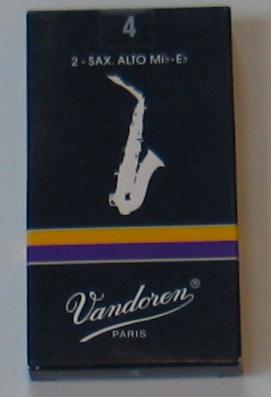 4
2 - SAX. ALTO Mi♭-E♭
Vandoren®
PARIS